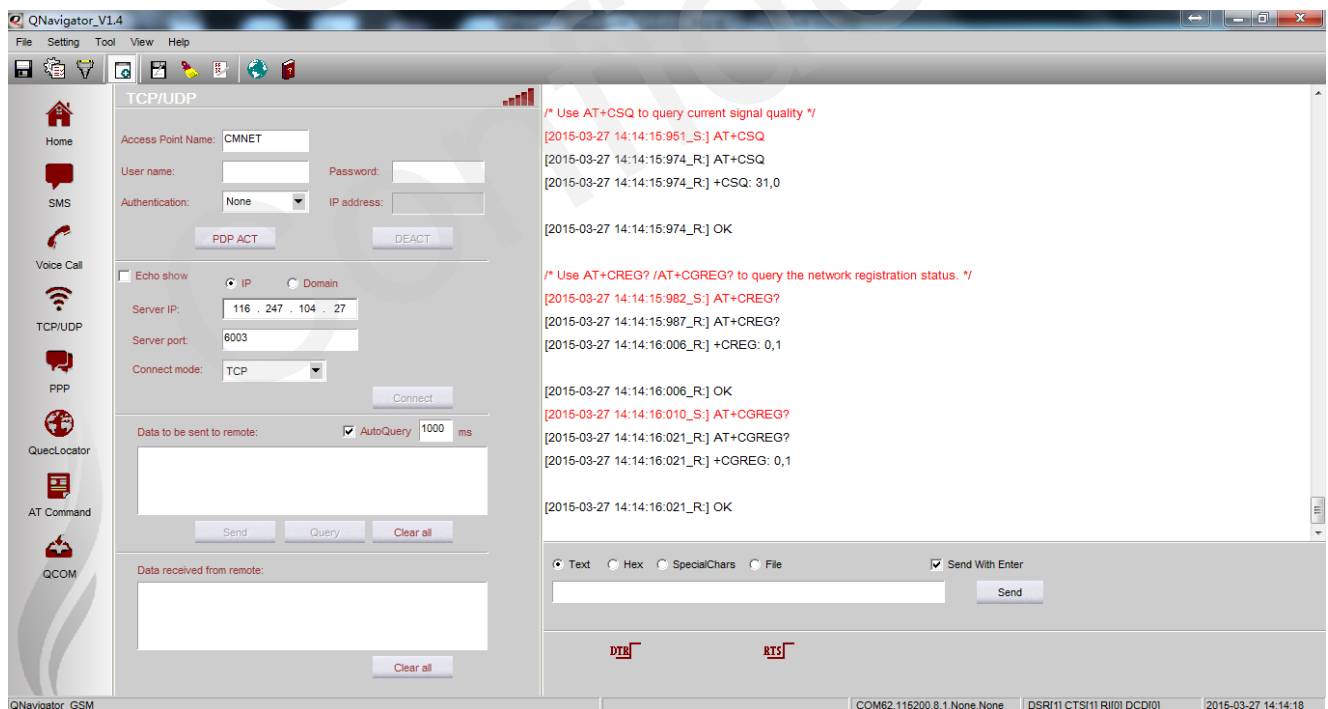 QNavigator_V1.4
File Setting Tool View Help
Home
SMS
Voice Call
TCP/UDP
PPP
QuecLocator
AT Command
QCOM
TCP/UDP
Access Point Name: CMNET
User name: Password:
Authentication: None IP address:
PDP ACT DEACT
Echo show IP Domain
Server IP: 116 . 247 . 104 . 27
Server port: 6003
Connect mode: TCP
Connect
Data to be sent to remote: AutoQuery 1000 ms
Send Query Clear all
Data received from remote:
Clear all
/* Use AT+CSQ to query current signal quality */
[2015-03-27 14:14:15:951_S:] AT+CSQ
[2015-03-27 14:14:15:974_R:] AT+CSQ
[2015-03-27 14:14:15:974_R:] +CSQ: 31,0
[2015-03-27 14:14:15:974_R:] OK
/* Use AT+CREG? /AT+CGREG? to query the network registration status. */
[2015-03-27 14:14:15:982_S:] AT+CREG?
[2015-03-27 14:14:15:987_R:] AT+CREG?
[2015-03-27 14:14:16:006_R:] +CREG: 0,1
[2015-03-27 14:14:16:006_R:] OK
[2015-03-27 14:14:16:010_S:] AT+CGREG?
[2015-03-27 14:14:16:021_R:] AT+CGREG?
[2015-03-27 14:14:16:021_R:] +CGREG: 0,1
[2015-03-27 14:14:16:021_R:] OK
Text Hex SpecialChars File Send With Enter
Send
DTR RTS
QNavigator_GSM COM62,115200,8,1,None,None DSR[1] CTS[1] RI[0] DCD[0] 2015-03-27 14:14:18